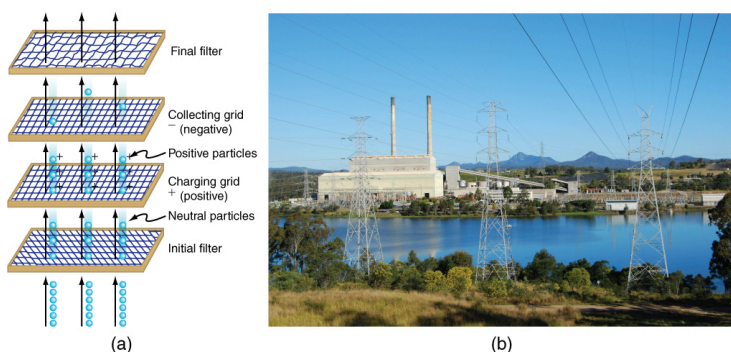 Final filter
Collecting grid
− (negative)
Positive particles
Charging grid
+ (positive)
Neutral particles
Initial filter
+ + +
(a)
(b)